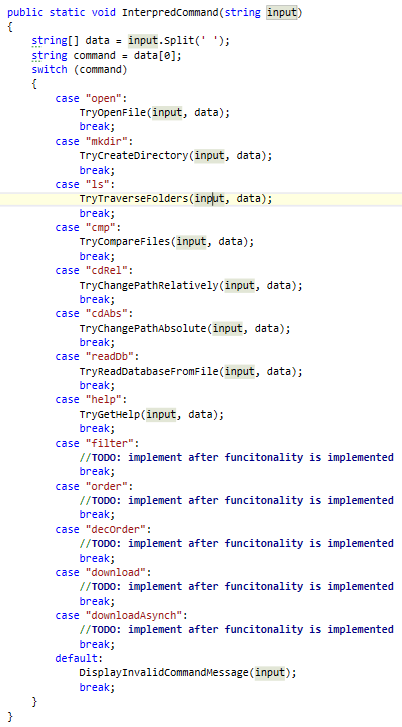 public static void InterpredCommand(string input)
{
    string[] data = input.Split(' ');
    string command = data[0];
    switch (command)
    {
        case "open":
            TryOpenFile(input, data);
            break;
        case "mkdir":
            TryCreateDirectory(input, data);
            break;
        case "ls":
            TryTraverseFolders(input, data);
            break;
        case "cmp":
            TryCompareFiles(input, data);
            break;
        case "cdRel":
            TryChangePathRelatively(input, data);
            break;
        case "cdAbs":
            TryChangePathAbsolute(input, data);
            break;
        case "readDb":
            TryReadDatabaseFromFile(input, data);
            break;
        case "help":
            TryGetHelp(input, data);
            break;
        case "filter":
            //TODO: implement after funcitonality is implemented
            break;
        case "order":
            //TODO: implement after funcitonality is implemented
            break;
        case "decOrder":
            //TODO: implement after funcitonality is implemented
            break;
        case "download":
            //TODO: implement after funcitonality is implemented
            break;
        case "downloadAsynch":
            //TODO: implement after funcitonality is implemented
            break;
        default:
            DisplayInvalidCommandMessage(input);
            break;
    }
}